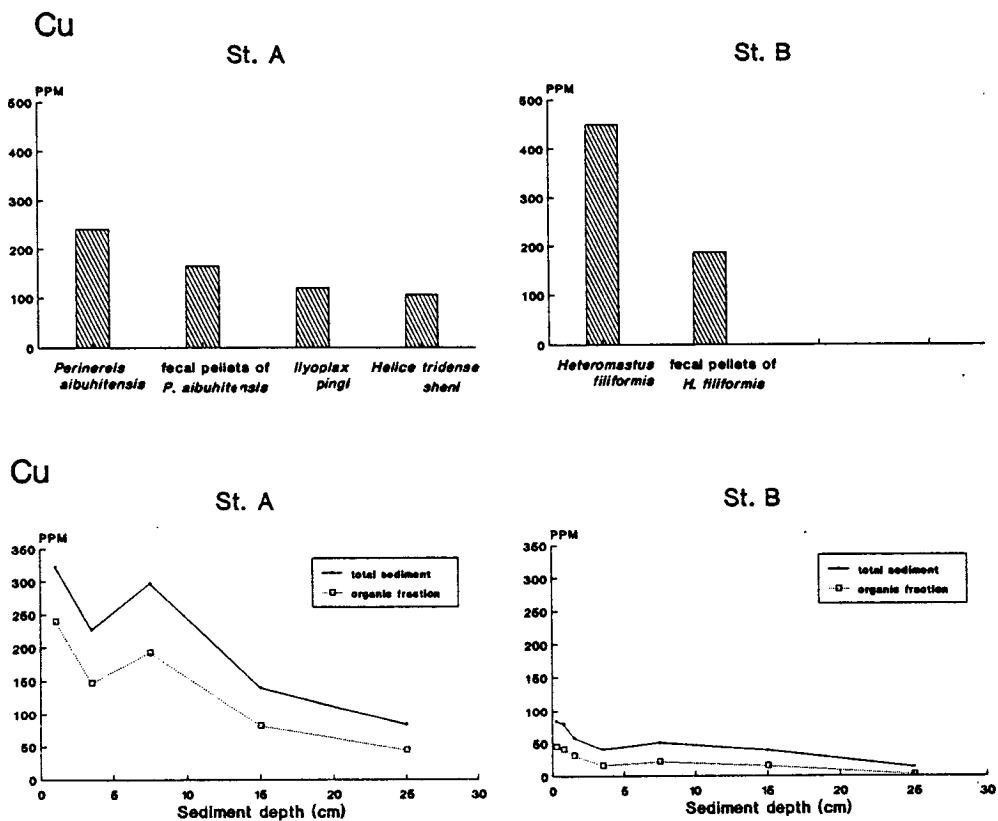 Cu
St. A
PPM
500
400
300
200
100
0
Perinereis aibuhitensis
fecal pellets of P. aibuhitensis
Ilyoplax pingi
Helice tridense sheni
St. B
PPM
500
400
300
200
100
0
Heteromastus filiformis
fecal pellets of H. filiformis
Cu
St. A
PPM
350
300
250
200
150
100
50
0
total sediment
organic fraction
0 5 10 15 20 25 30
Sediment depth (cm)
St. B
PPM
350
300
250
200
150
100
50
0
total sediment
organic fraction
0 5 10 15 20 25 30
Sediment depth (cm)